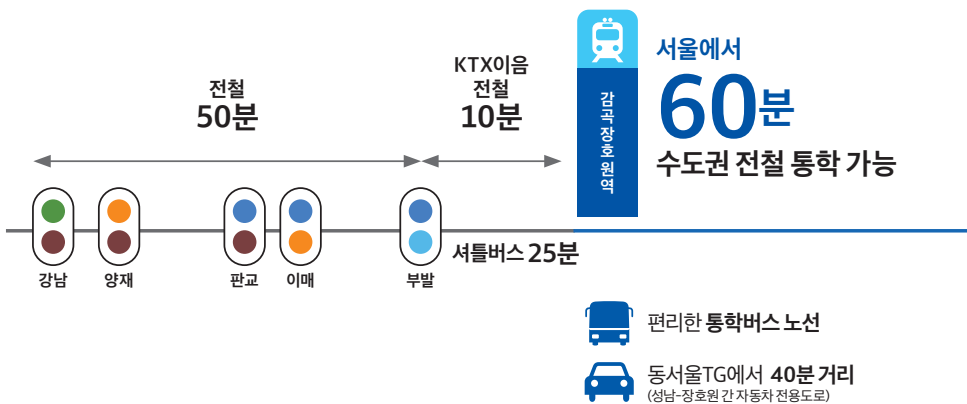 전철
50분
KTX이음
전철
10분
감곡장호원역
서울에서
60분
수도권 전철 통학 가능
강남
양재
판교
이매
부발
셔틀버스 25분
편리한 통학버스 노선
동서울TG에서 40분 거리
(성남-장호원 간 자동차 전용도로)